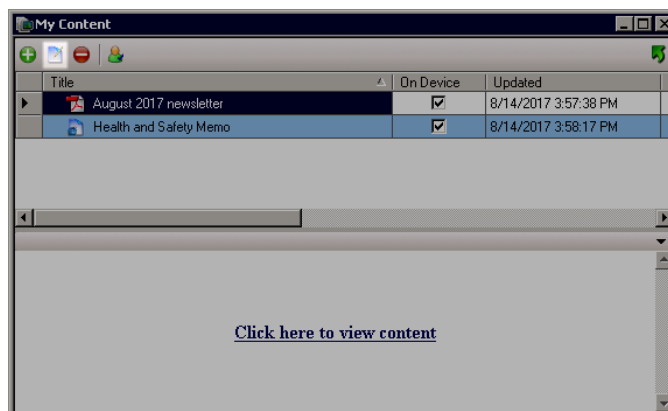 My Content
Title On Device Updated
August 2017 newsletter 8/14/2017 3:57:38 PM
Health and Safety Memo 8/14/2017 3:58:17 PM
Click here to view content